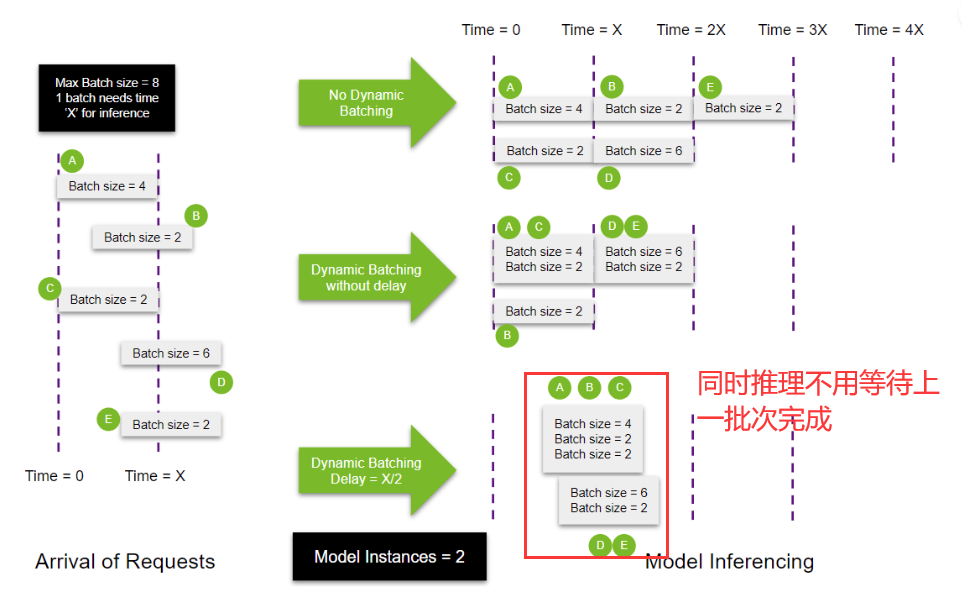 Time = 0
Time = X
Time = 2X
Time = 3X
Time = 4X
Max Batch size = 8
1 batch needs time
'X' for inference
A
Batch size = 4
B
Batch size = 2
C
Batch size = 2
Batch size = 6
D
E
Batch size = 2
Time = 0
Time = X
Arrival of Requests
No Dynamic
Batching
A
B
E
Batch size = 4
Batch size = 2
Batch size = 2
Batch size = 2
Batch size = 6
C
D
Dynamic Batching
without delay
A
C
D
E
Batch size = 4
Batch size = 2
Batch size = 6
Batch size = 2
Batch size = 2
B
Dynamic Batching
Delay = X/2
A
B
C
Batch size = 4
Batch size = 2
Batch size = 2
Batch size = 6
Batch size = 2
D
E
同时推理不用等待上
一批次完成
Model Instances = 2
Model Inferencing